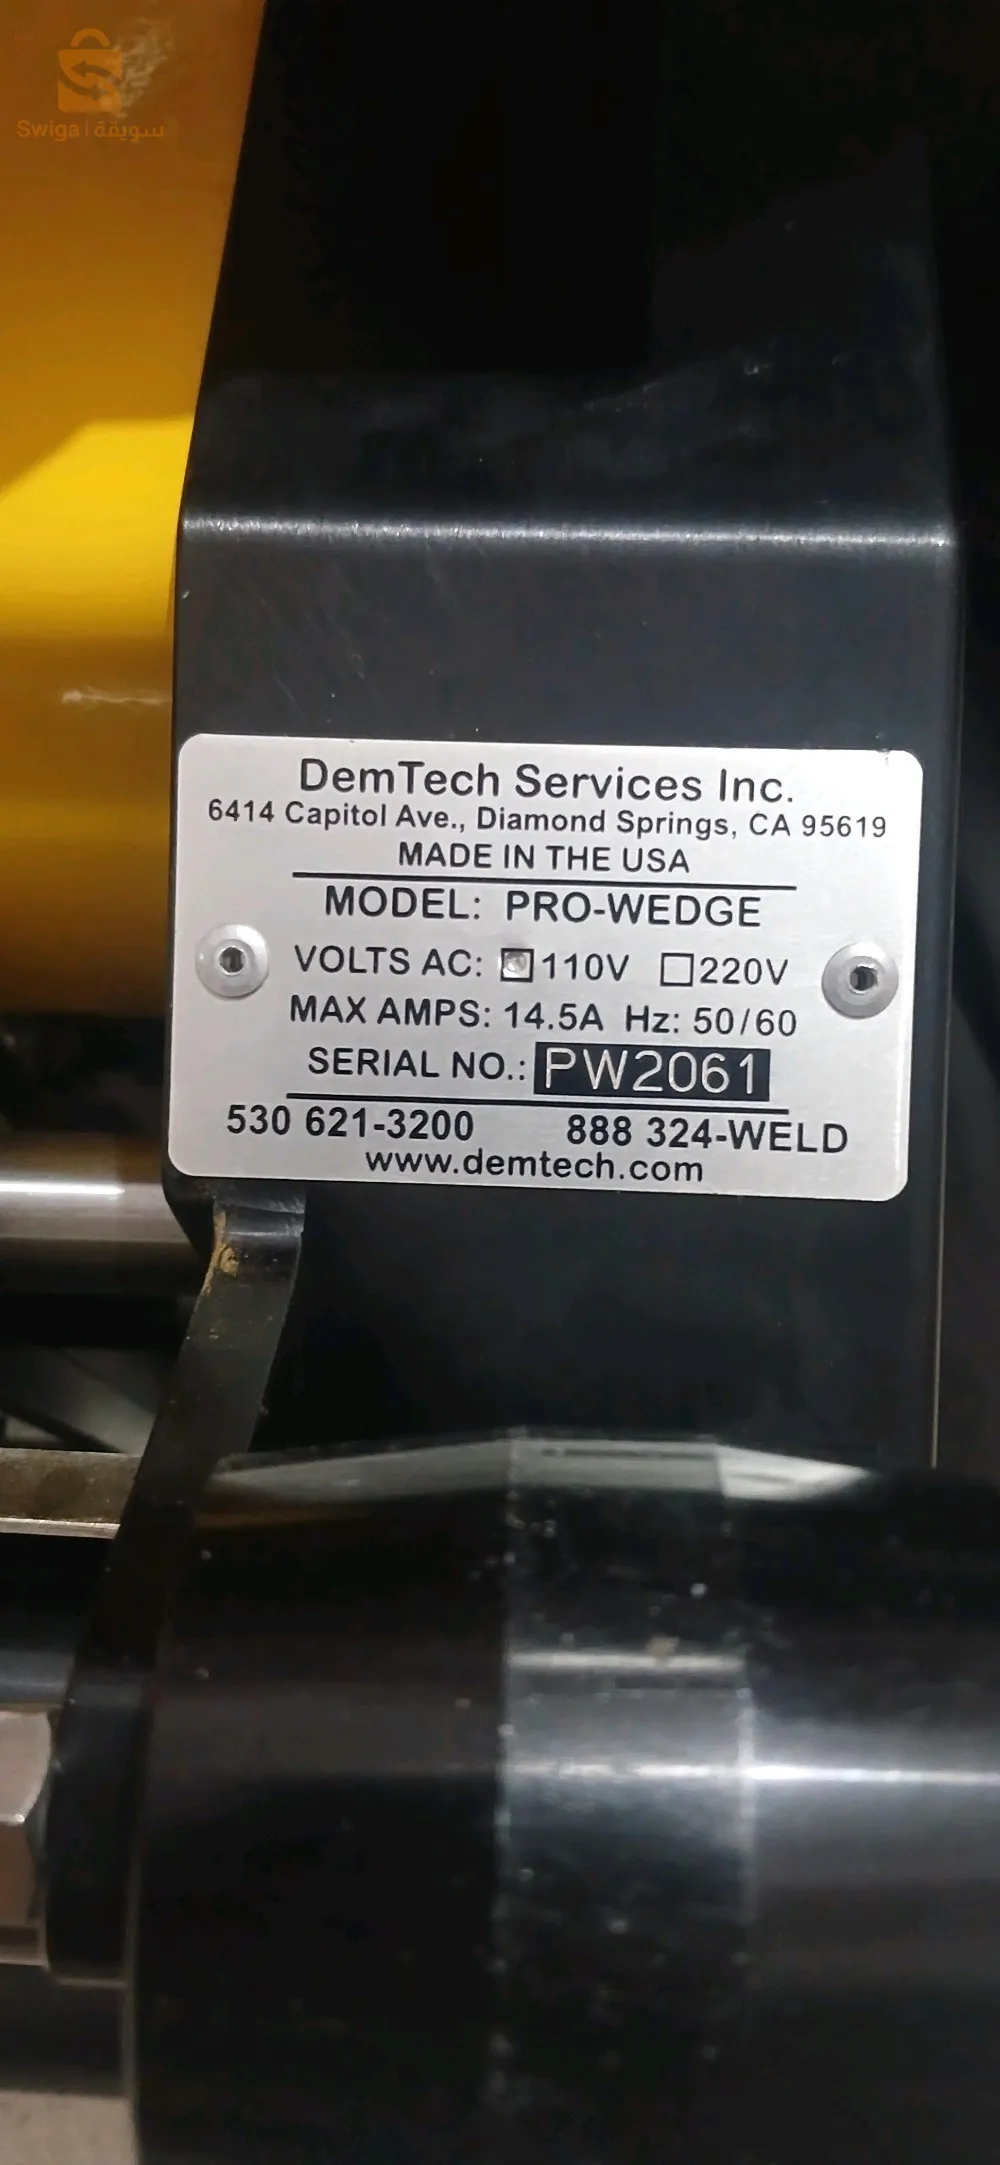 Swiga | سويقة
DemTech Services Inc.
6414 Capitol Ave., Diamond Springs, CA 95619
MADE IN THE USA
MODEL: PRO-WEDGE
VOLTS AC: ☑110V ☐220V
MAX AMPS: 14.5A Hz: 50/60
SERIAL NO.: PW2061
530 621-3200 888 324-WELD
www.demtech.com